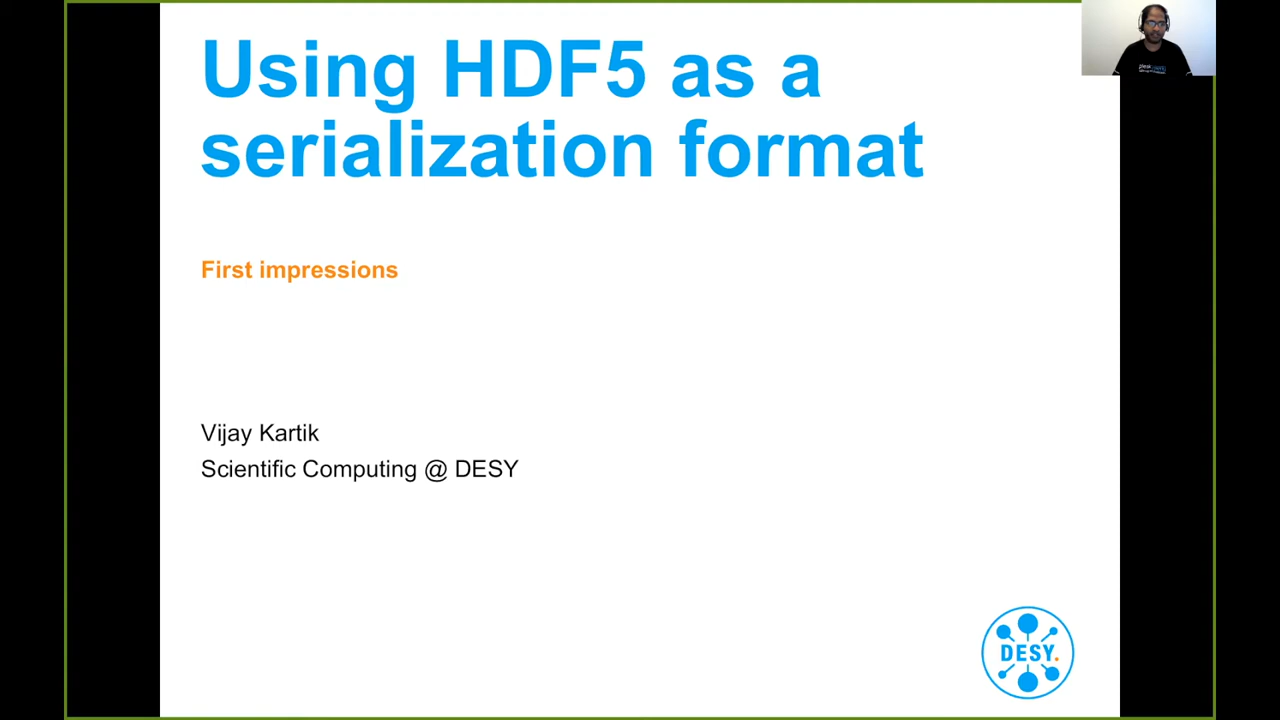 Using HDF5 as a
serialization format
First impressions
Vijay Kartik
Scientific Computing @ DESY
DESY.